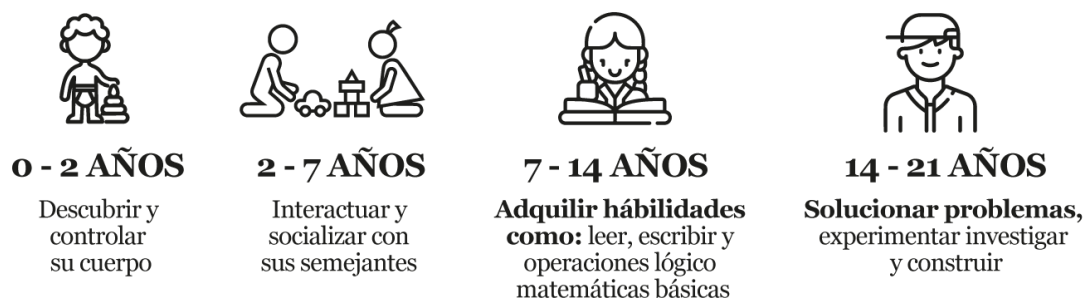 0 - 2 AÑOS
Descubrir y
controlar
su cuerpo
2 - 7 AÑOS
Interactuar y
socializar con
sus semejantes
7 - 14 AÑOS
Adquilir hábilidades
como: leer, escribir y
operaciones lógico
matemáticas básicas
14 - 21 AÑOS
Solucionar problemas,
experimentar investigar
y construir